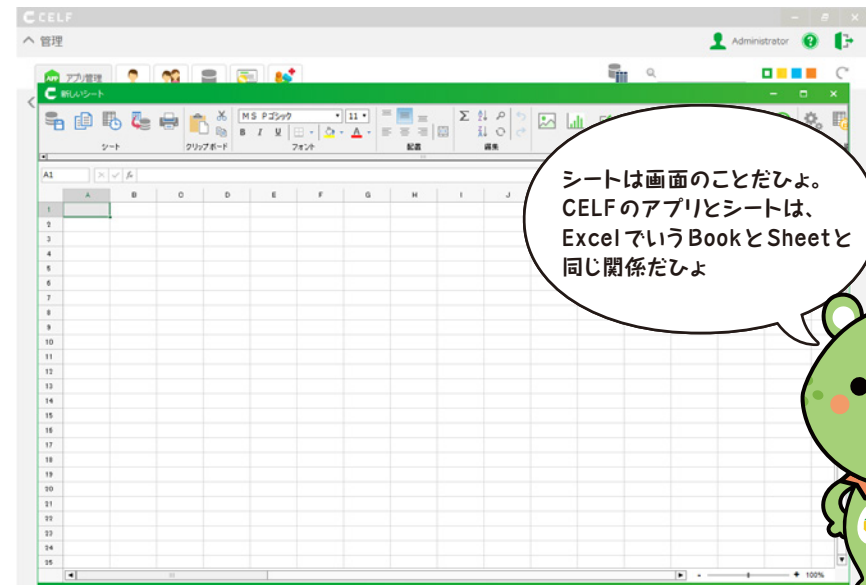 CELF
管理
Administrator
アプリ管理
新しいシート
MS Pゴシック
11
シート
クリップボード
フォント
配置
編集
A1
A B C D E F G H I J
1
2
3
4
5
6
7
8
9
10
11
12
13
14
15
16
17
18
19
20
21
22
23
24
25
100%
シートは画面のことだひょ。
CELFのアプリとシートは、
ExcelでいうBookとSheetと
同じ関係だひょ